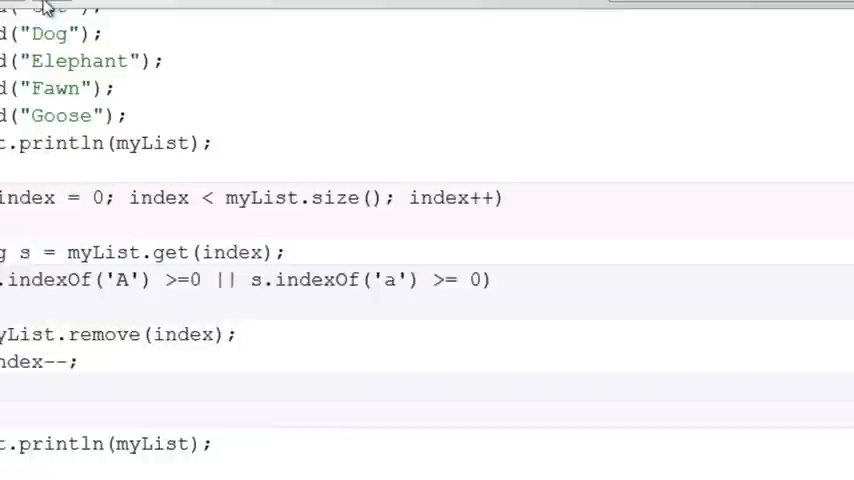 d("Dog");
d("Elephant");
d("Fawn");
d("Goose");
t.println(myList);
index = 0; index < myList.size(); index++)
g s = myList.get(index);
.indexOf('A') >=0 || s.indexOf('a') >= 0)
yList.remove(index);
ndex--;
t.println(myList);